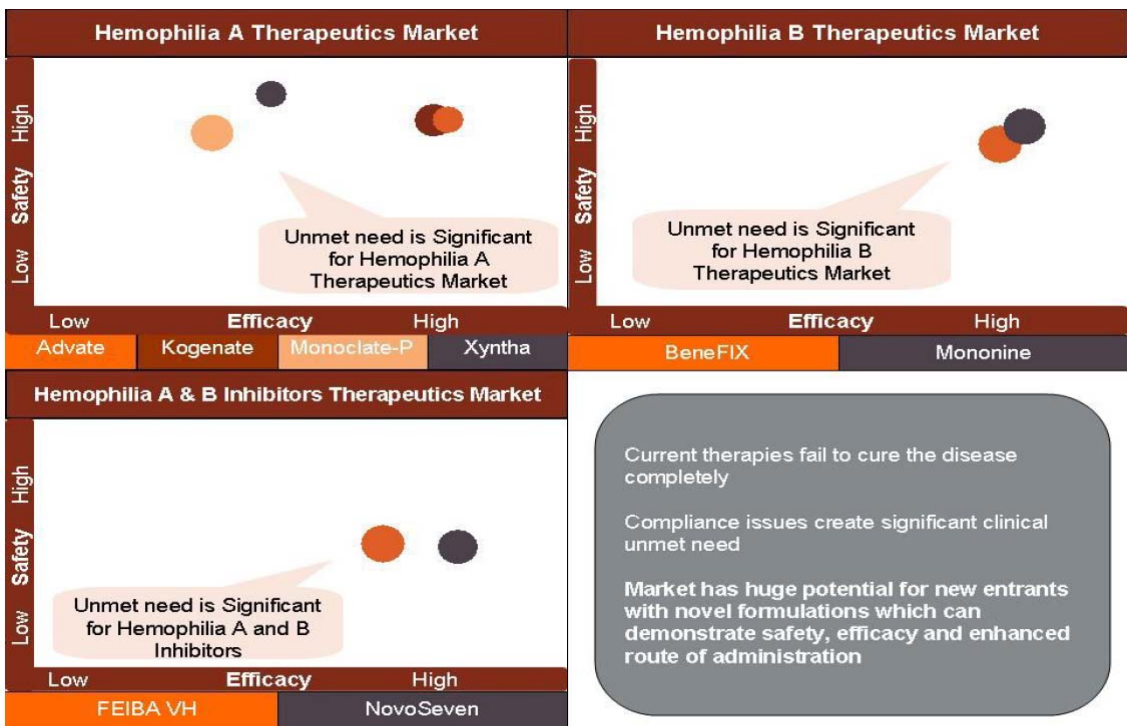 Hemophilia A Therapeutics Market
High
Safety
Low
Unmet need is Significant
for Hemophilia A
Therapeutics Market
Low Efficacy High
Advate Kogenate Monoclate-P Xyntha
Hemophilia B Therapeutics Market
High
Safety
Low
Unmet need is Significant
for Hemophilia B
Therapeutics Market
Low Efficacy High
BeneFIX Mononine
Hemophilia A & B Inhibitors Therapeutics Market
High
Safety
Low
Unmet need is Significant
for Hemophilia A and B
Inhibitors
Low Efficacy High
FEIBA VH NovoSeven
Current therapies fail to cure the disease
completely
Compliance issues create significant clinical
unmet need
Market has huge potential for new entrants
with novel formulations which can
demonstrate safety, efficacy and enhanced
route of administration